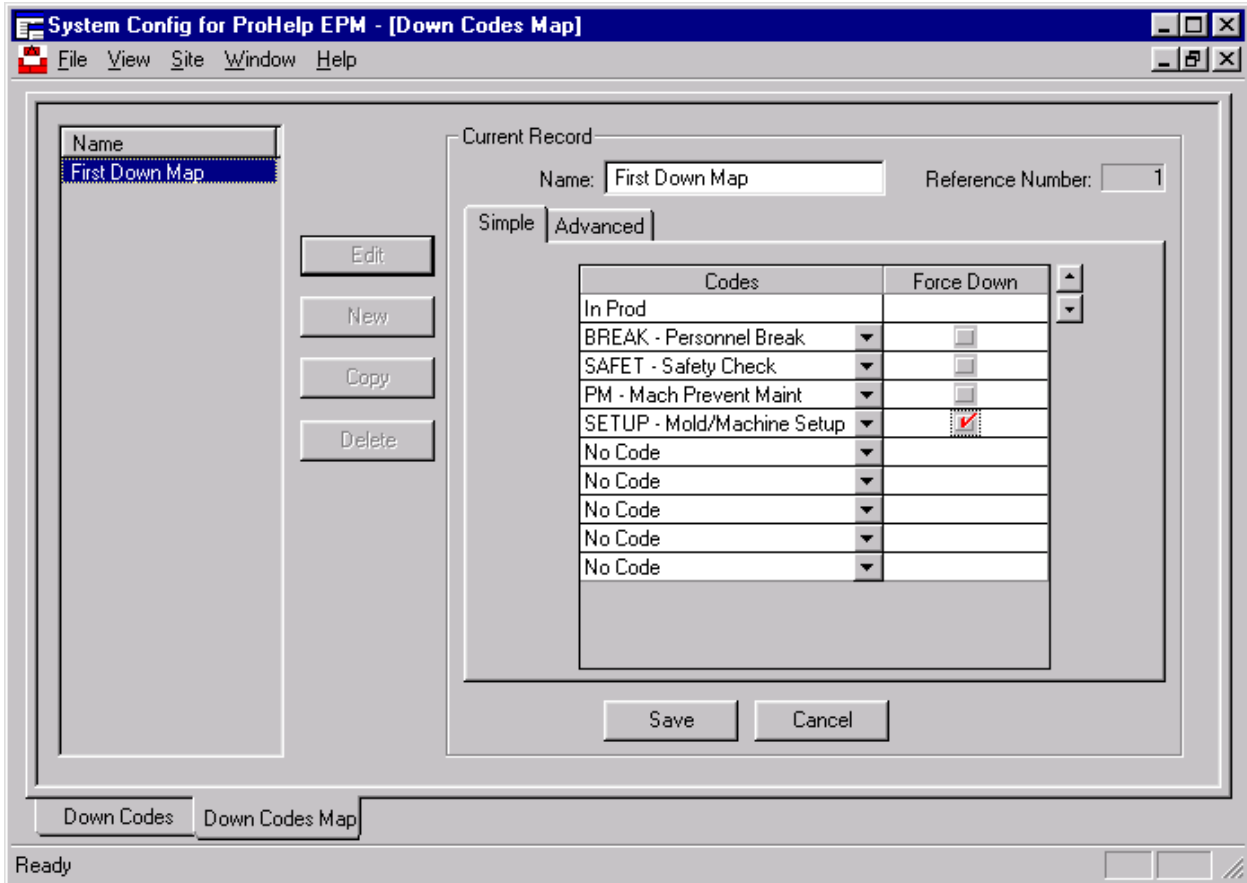 System Config for ProHelp EPM - [Down Codes Map]
File View Site Window Help
Name
First Down Map
Edit
New
Copy
Delete
Current Record
Name: First Down Map Reference Number: 1
Simple Advanced
Codes Force Down
In Prod
BREAK - Personnel Break
SAFET - Safety Check
PM - Mach Prevent Maint
SETUP - Mold/Machine Setup
No Code
No Code
No Code
No Code
No Code
Save Cancel
Down Codes Down Codes Map
Ready